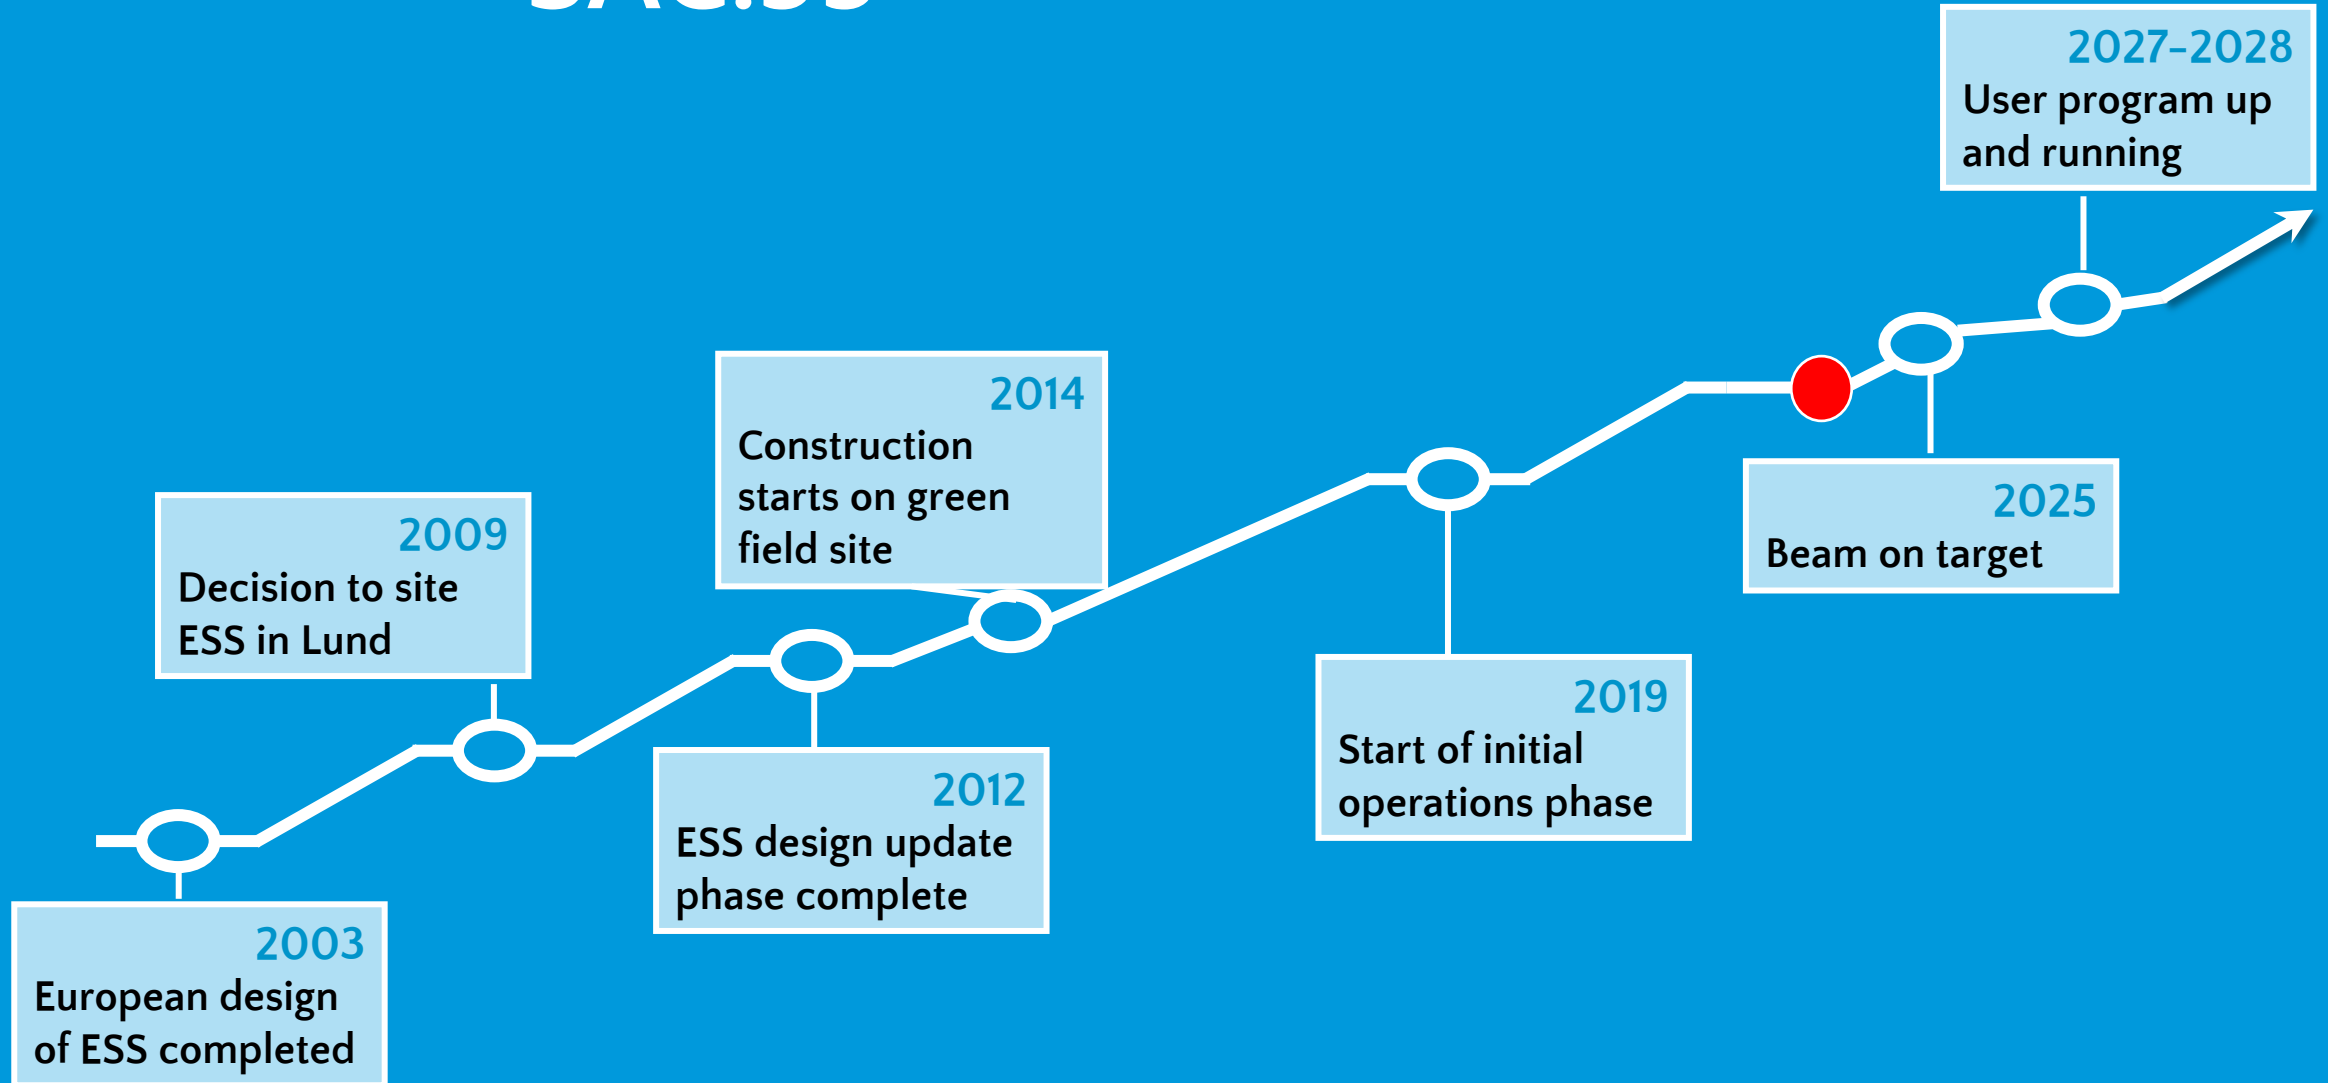 2027-2028
User program up
and running
2014
Construction
starts on green
field site
2009
Decision to site
ESS in Lund
2025
Beam on target
2019
Start of initial
operations phase
2012
ESS design update
phase complete
2003
European design
of ESS completed